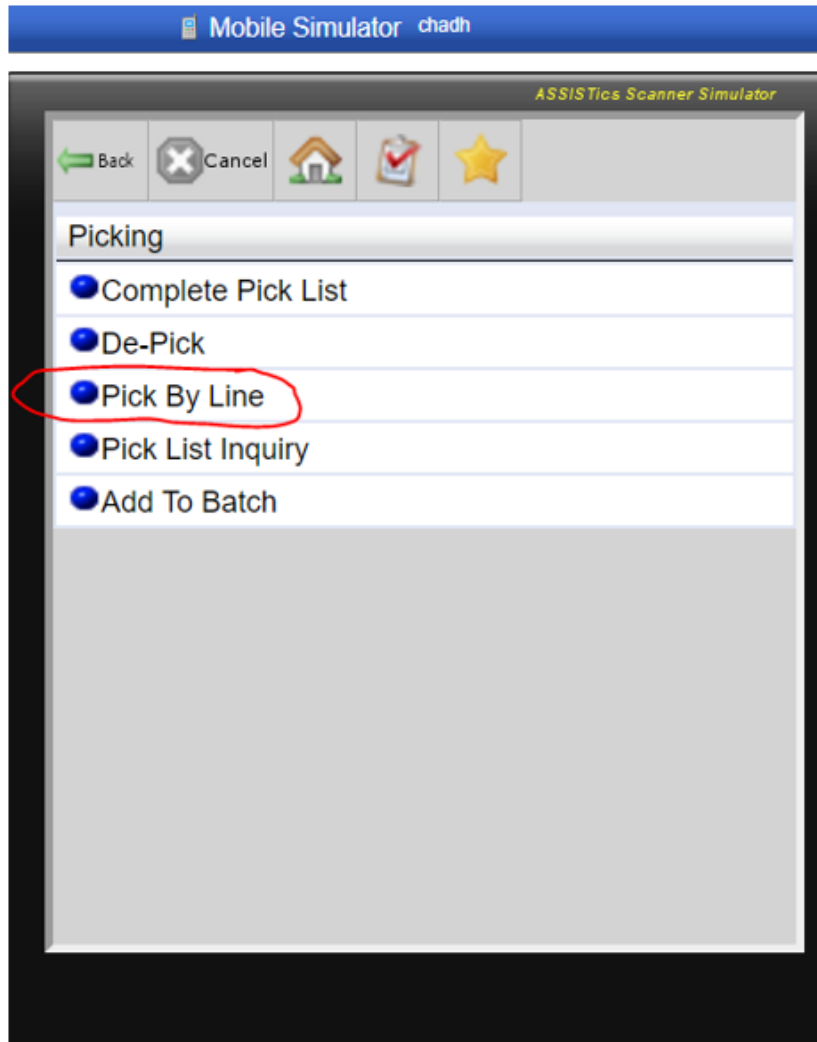 Mobile Simulator chadh
ASSISTics Scanner Simulator
Back Cancel
Picking
Complete Pick List
De-Pick
Pick By Line
Pick List Inquiry
Add To Batch